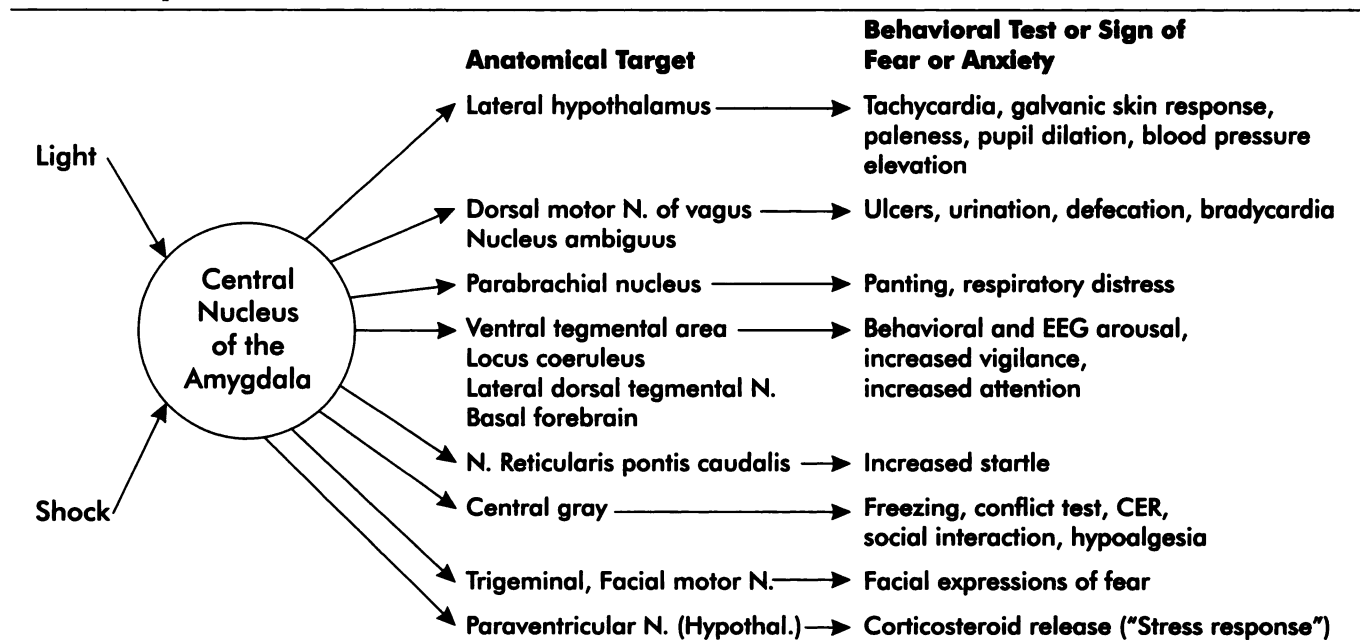 Behavioral Test or Sign of
Anatomical Target Fear or Anxiety
Lateral hypothalamus Tachycardia, galvanic skin response,
paleness, pupil dilation, blood pressure
elevation
Light
Dorsal motor N. of vagus Ulcers, urination, defecation, bradycardia
Nucleus ambiguus
Central
Nucleus
of the
Amygdala
Parabrachial nucleus Panting, respiratory distress
Ventral tegmental area Behavioral and EEG arousal,
Locus coeruleus increased vigilance,
Lateral dorsal tegmental N. increased attention
Basal forebrain
N. Reticularis pontis caudalis Increased startle
Shock
Central gray Freezing, conflict test, CER,
social interaction, hypoalgesia
Trigeminal, Facial motor N. Facial expressions of fear
Paraventricular N. (Hypothal.) Corticosteroid release ("Stress response")